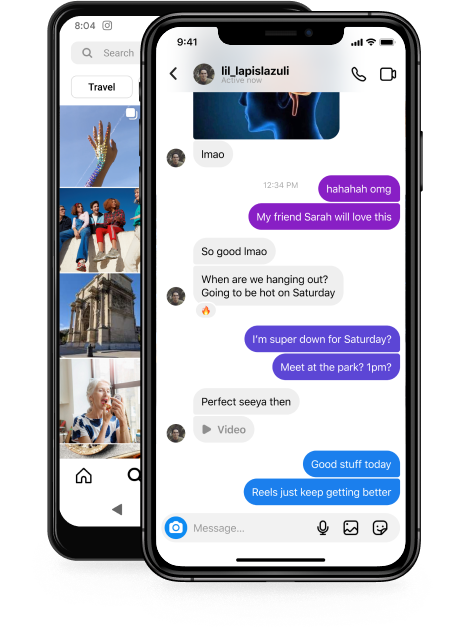 8:04
Search
Travel
9:41
lil_lapislazuli
Active now
lmao
12:34 PM
hahahah omg
My friend Sarah will love this
So good lmao
When are we hanging out?
Going to be hot on Saturday
I'm super down for Saturday?
Meet at the park? 1pm?
Perfect seeya then
Video
Good stuff today
Reels just keep getting better
Message...